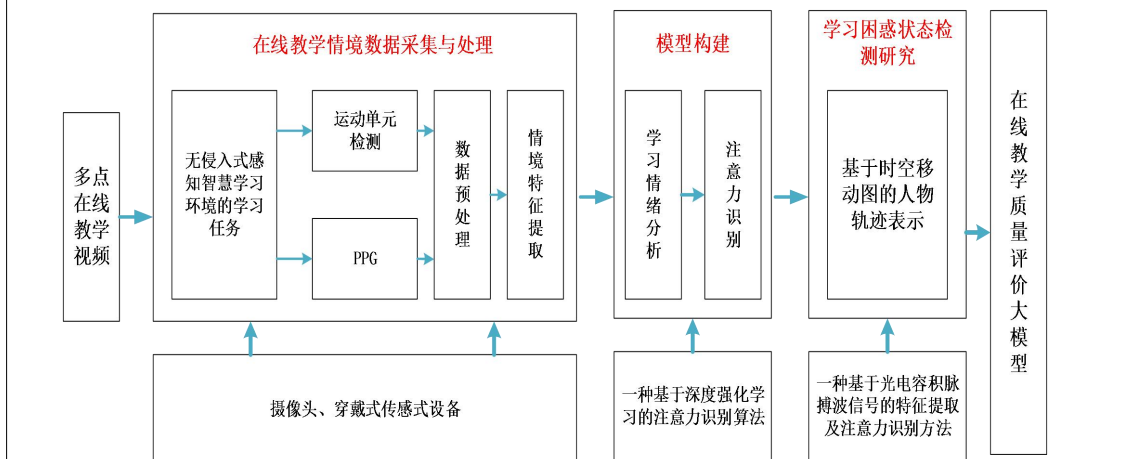 多点
在线
教学
视频
在线教学情境数据采集与处理
无侵入式感
知智慧学习
环境的学习
任务
运动单元
检测
PPG
数据预处理
情境特征提取
摄像头、穿戴式传感式设备
模型构建
学习情绪分析
注意力识别
一种基于深度强化学
习的注意力识别算法
学习困惑状态检
测研究
基于时空移
动图的人物
轨迹表示
一种基于光电容积脉
搏波信号的特征提取
及注意力识别方法
在线教学质量评价大模型